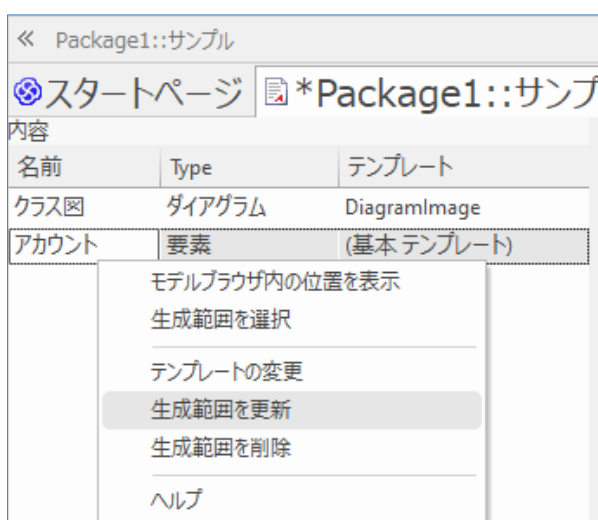 « Package1::サンプル
スタートページ *Package1::サンプ
内容
名前 Type テンプレート
クラス図 ダイアグラム DiagramImage
アカウント 要素 (基本 テンプレート)
モデルブラウザ内の位置を表示
生成範囲を選択
テンプレートの変更
生成範囲を更新
生成範囲を削除
ヘルプ